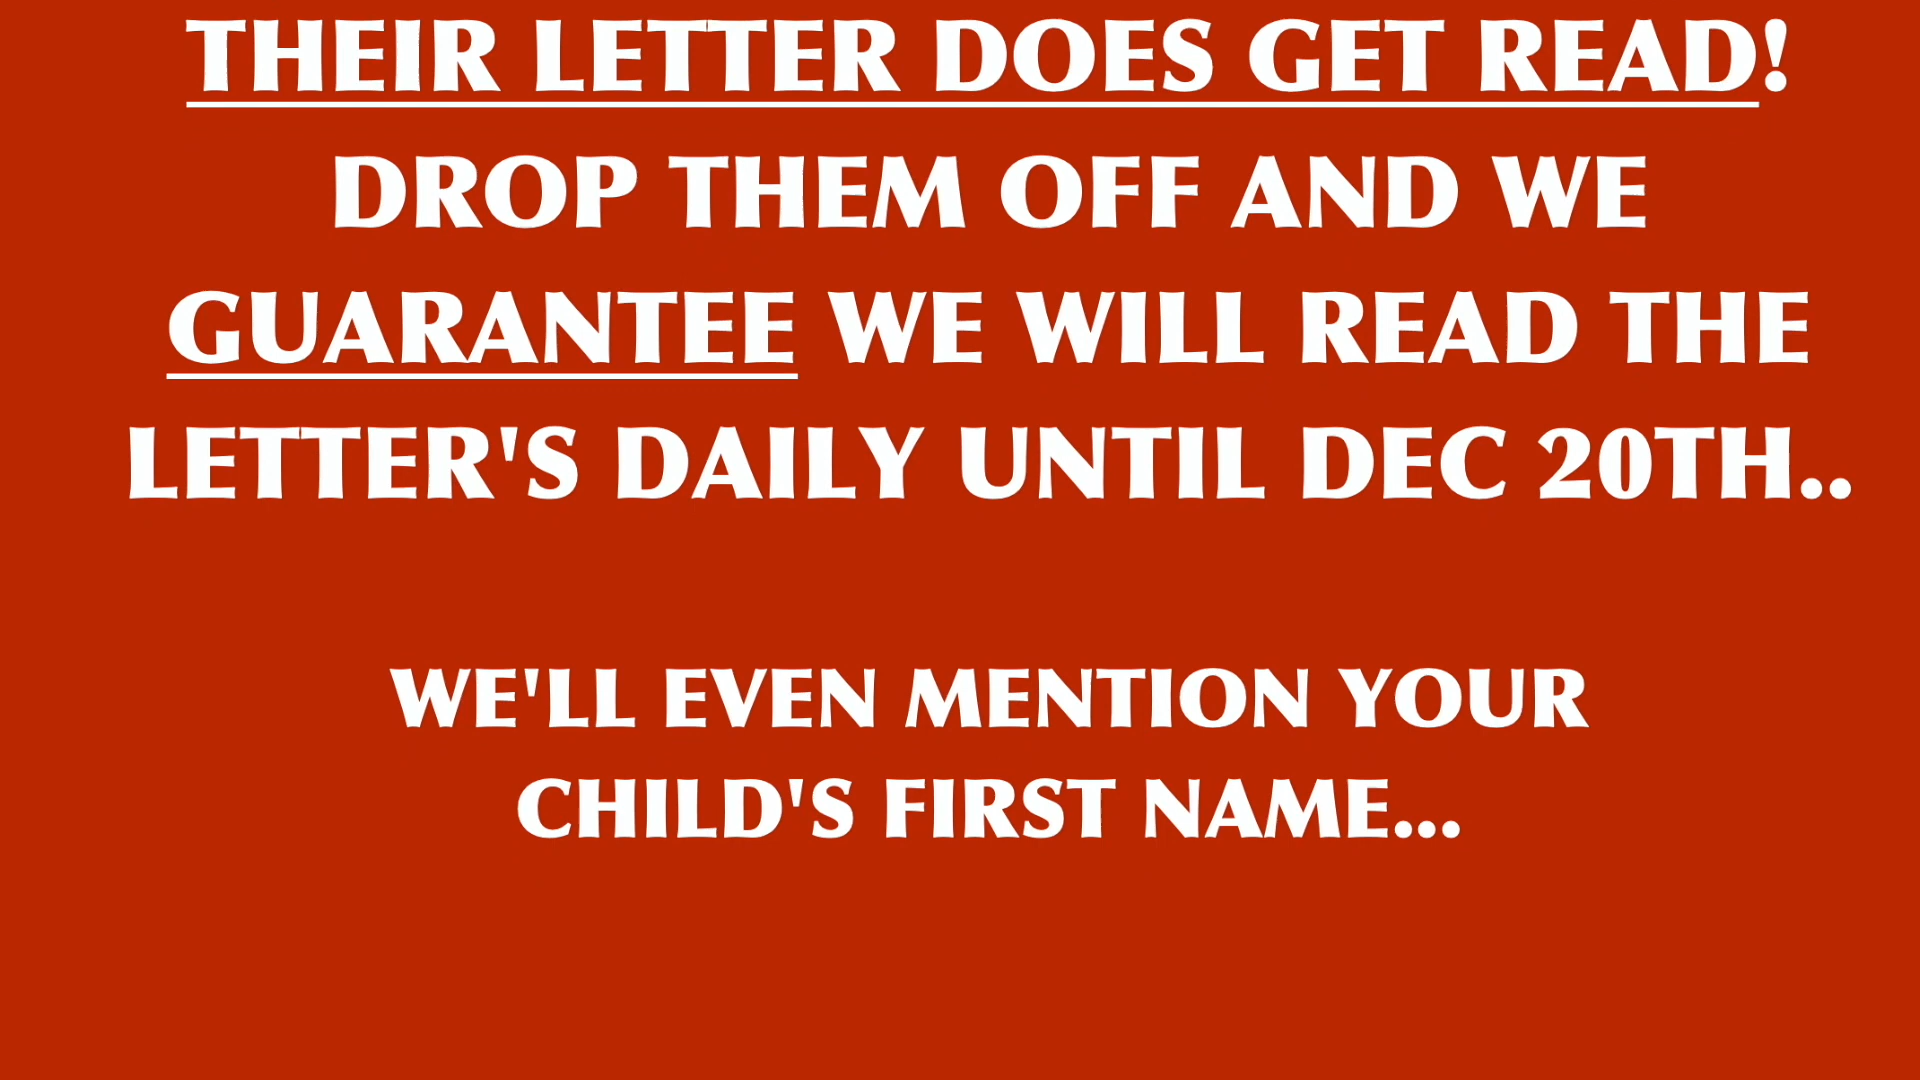 THEIR LETTER DOES GET READ!
DROP THEM OFF AND WE
GUARANTEE WE WILL READ THE
LETTER'S DAILY UNTIL DEC 20TH..
WE'LL EVEN MENTION YOUR
CHILD'S FIRST NAME...